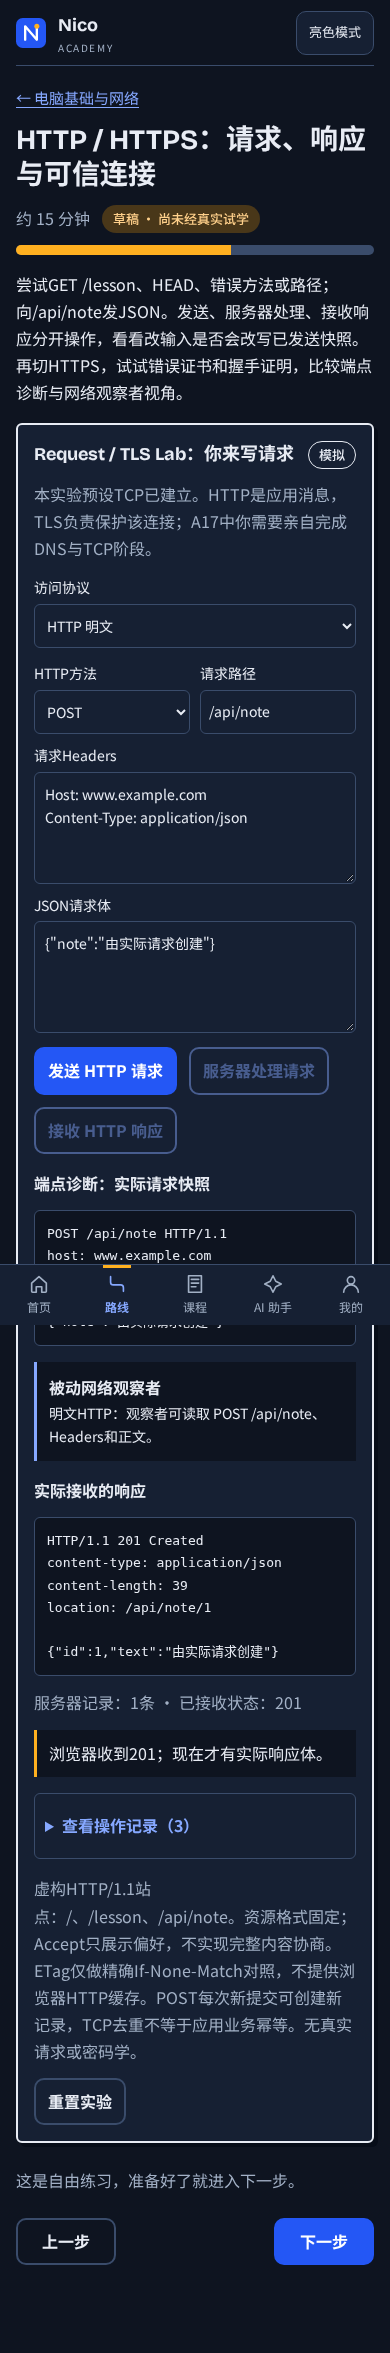 Nico
ACADEMY
亮色模式
← 电脑基础与网络
HTTP / HTTPS：请求、响应
与可信连接
约 15 分钟
草稿 · 尚未经真实试学
尝试GET /lesson、HEAD、错误方法或路径；
向/api/note发JSON。发送、服务器处理、接收响
应分开操作，看看改输入是否会改写已发送快照。
再切HTTPS，试试错误证书和握手证明，比较端点
诊断与网络观察者视角。
Request / TLS Lab：你来写请求
模拟
本实验预设TCP已建立。HTTP是应用消息，
TLS负责保护该连接；A17中你需要亲自完成
DNS与TCP阶段。
访问协议
HTTP 明文
HTTP方法
请求路径
POST
/api/note
请求Headers
Host: www.example.com
Content-Type: application/json
JSON请求体
{"note":"由实际请求创建"}
发送 HTTP 请求
服务器处理请求
接收 HTTP 响应
端点诊断：实际请求快照
POST /api/note HTTP/1.1
host: www.example.com
首页
路线
课程
AI 助手
我的
被动网络观察者
明文HTTP：观察者可读取 POST /api/note、
Headers和正文。
实际接收的响应
HTTP/1.1 201 Created
content-type: application/json
content-length: 39
location: /api/note/1
{"id":1,"text":"由实际请求创建"}
服务器记录：1条 · 已接收状态：201
浏览器收到201；现在才有实际响应体。
▶ 查看操作记录（3）
虚构HTTP/1.1站
点：/、/lesson、/api/note。资源格式固定；
Accept只展示偏好，不实现完整内容协商。
ETag仅做精确If-None-Match对照，不提供浏
览器HTTP缓存。POST每次新提交可创建新
记录，TCP去重不等于应用业务幂等。无真实
请求或密码学。
重置实验
这是自由练习，准备好了就进入下一步。
上一步
下一步